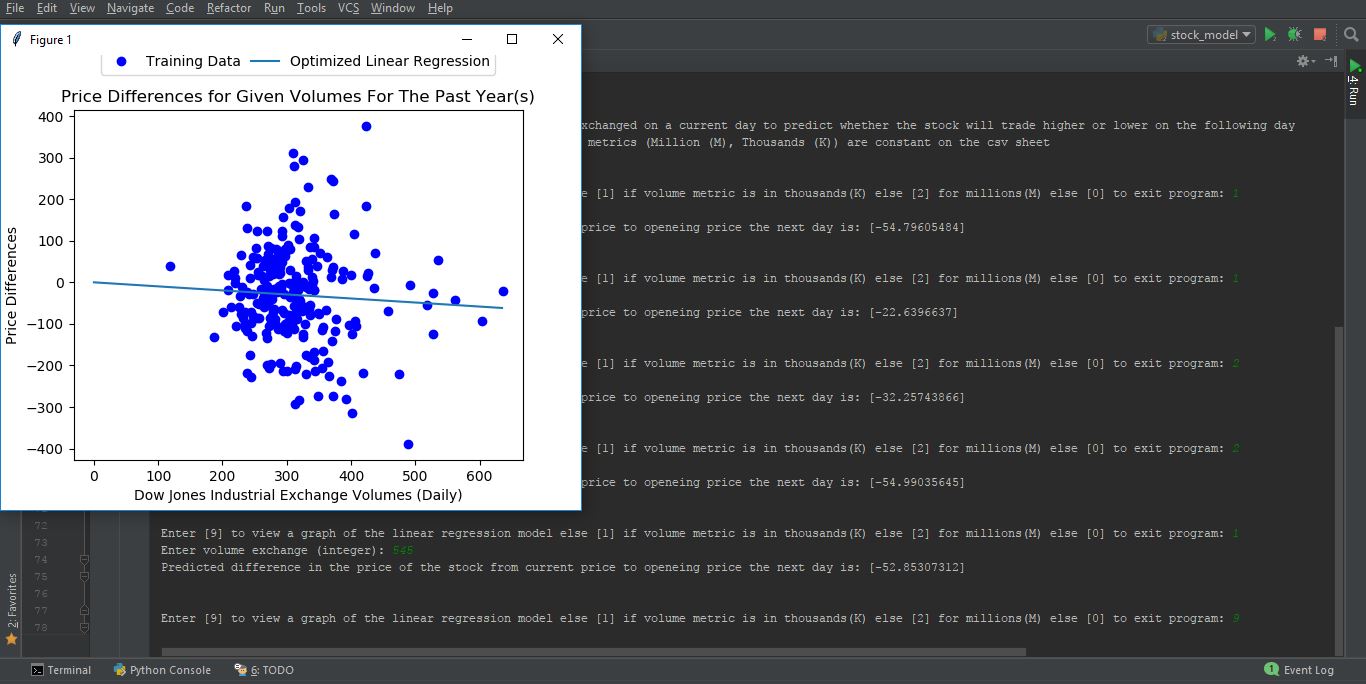 File Edit View Navigate Code Refactor Run Tools VCS Window Help
Figure 1
stock_model
Training Data Optimized Linear Regression
Price Differences for Given Volumes For The Past Year(s)
400
300
200
100
0
−100
−200
−300
−400
Price Differences
0 100 200 300 400 500 600
Dow Jones Industrial Exchange Volumes (Daily)
4: Run
xchanged on a current day to predict whether the stock will trade higher or lower on the following day
metrics (Million (M), Thousands (K)) are constant on the csv sheet
e [1] if volume metric is in thousands(K) else [2] for millions(M) else [0] to exit program: 1
price to openeing price the next day is: [-54.79605484]
e [1] if volume metric is in thousands(K) else [2] for millions(M) else [0] to exit program: 1
price to openeing price the next day is: [-22.6396637]
e [1] if volume metric is in thousands(K) else [2] for millions(M) else [0] to exit program: 2
price to openeing price the next day is: [-32.25743866]
e [1] if volume metric is in thousands(K) else [2] for millions(M) else [0] to exit program: 2
price to openeing price the next day is: [-54.99035645]
72
73
74
75
76
77
78
Enter [9] to view a graph of the linear regression model else [1] if volume metric is in thousands(K) else [2] for millions(M) else [0] to exit program: 1
Enter volume exchange (integer): 545
Predicted difference in the price of the stock from current price to openeing price the next day is: [-52.85307312]
Enter [9] to view a graph of the linear regression model else [1] if volume metric is in thousands(K) else [2] for millions(M) else [0] to exit program: 9
2: Favorites
Terminal Python Console 6: TODO 1 Event Log